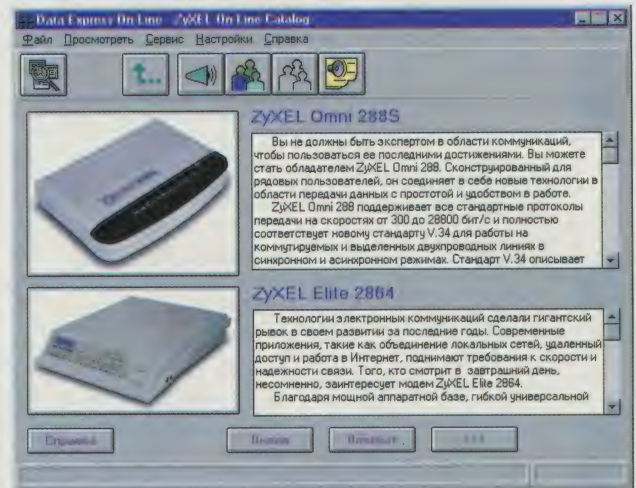 Data Express On Line - ZyXEL On Line Catalog
Файл Просмотреть Сервис Настройки Справка
ZyXEL Omni 288S
Вы не должны быть экспертом в области коммуникаций,
чтобы пользоваться ее последними достижениями. Вы можете
стать обладателем ZyXEL Omni 288. Сконструированный для
рядовых пользователей, он соединяет в себе новые технологии в
области передачи данных с простотой и удобством в работе.
ZyXEL Omni 288 поддерживает все стандартные протоколы
передачи на скоростях от 300 до 28800 бит/с и полностью
соответствует новому стандарту V.34 для работы на
коммутируемых и выделенных двухпроводных линиях в
синхронном и асинхронном режимах. Стандарт V.34 описывает
ZyXEL Elite 2864
Технологии электронных коммуникаций сделали гигантский
рывок в своем развитии за последние годы. Современные
приложения, такие как объединение локальных сетей, удаленный
доступ и работа в Интернет, поднимают требования к скорости и
надежности связи. Того, кто смотрит в завтрашний день,
несомненно, заинтересует модем ZyXEL Elite 2864.
Благодаря мощной аппаратной базе, гибкой универсальной
Справка